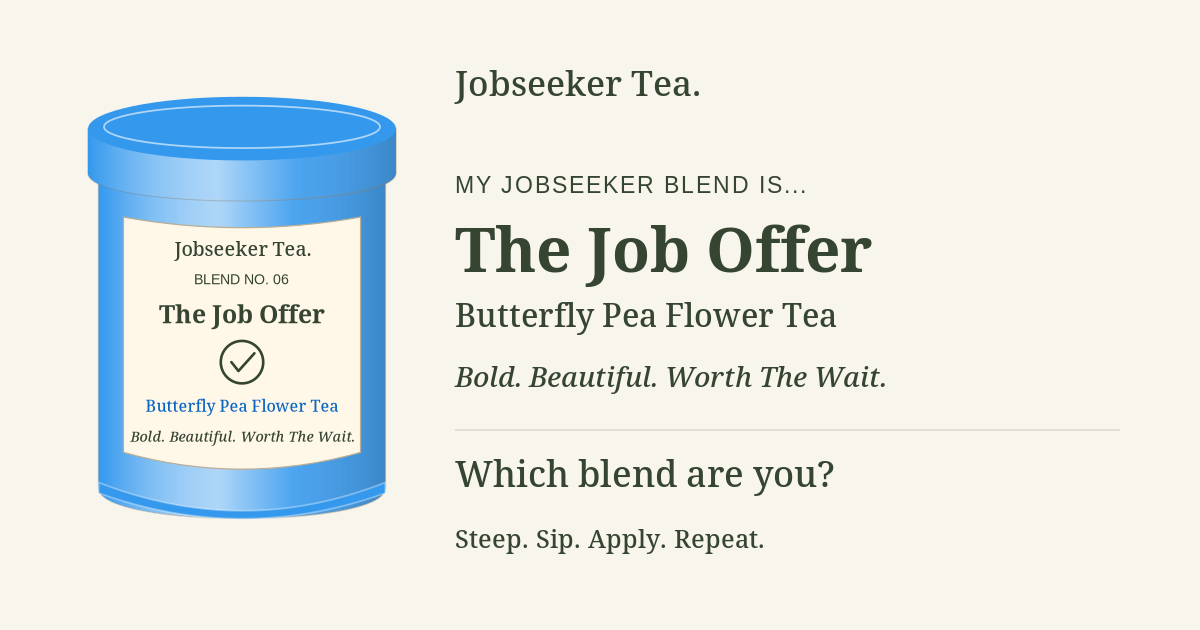 Jobseeker Tea.
BLEND NO. 06
The Job Offer
Butterfly Pea Flower Tea
Bold. Beautiful. Worth The Wait.
Jobseeker Tea.
MY JOBSEEKER BLEND IS...
The Job Offer
Butterfly Pea Flower Tea
Bold. Beautiful. Worth The Wait.
Which blend are you?
Steep. Sip. Apply. Repeat.